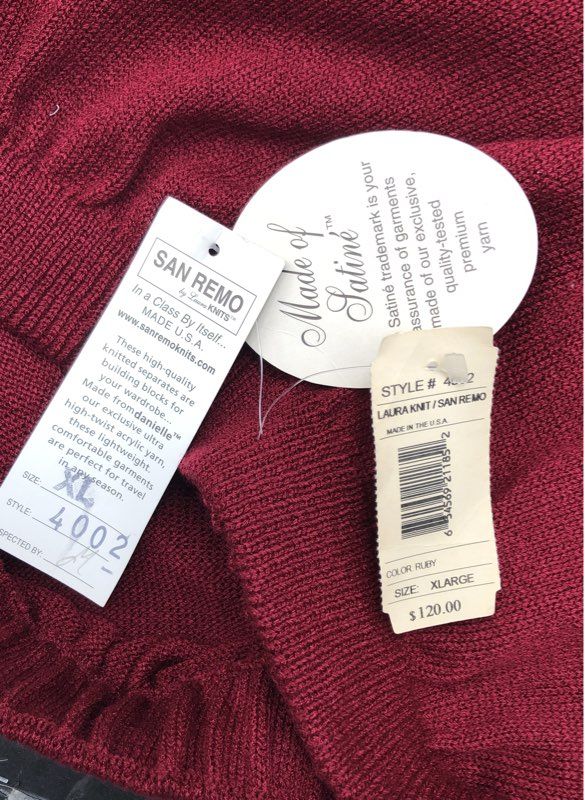 SAN REMO
by Laura KNITS™
In a Class By Itself...
MADE U.S.A.
www.sanremoknits.com
These high-quality
knitted separates are
building blocks for
your wardrobe...
Made from danielle™
our exclusive ultra
high-twist acrylic yarn,
these lightweight,
comfortable garments
are perfect for travel
in any season.
SIZE: XL
STYLE: 4002
SPECTED BY:
Made of
Satiné™
Satiné trademark is your
assurance of garments
made of our exclusive,
quality-tested
premium
yarn
STYLE # 4002
LAURA KNIT / SAN REMO
MADE IN THE U.S.A.
COLOR: RUBY
SIZE: XLARGE
$120.00